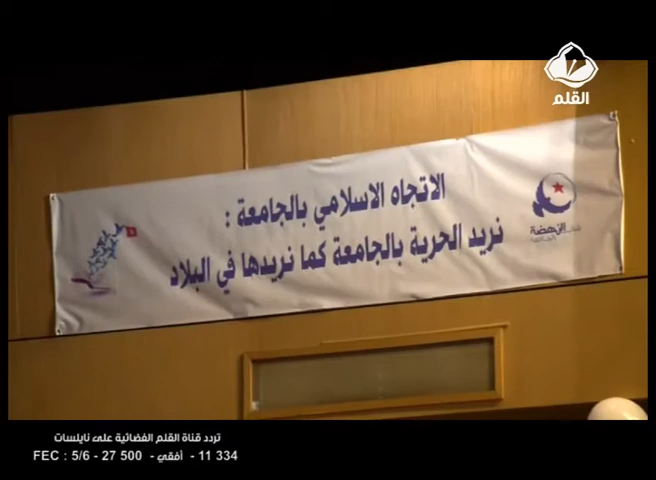 القلم
الاتجاه الاسلامي بالجامعة :
نريد الحرية بالجامعة كما نريدها في البلاد
النهضة
بالجامعة
تردد قناة القلم الفضائية على نايلسات
FEC : 5/6 - 27 500 - أفقي - 11 334